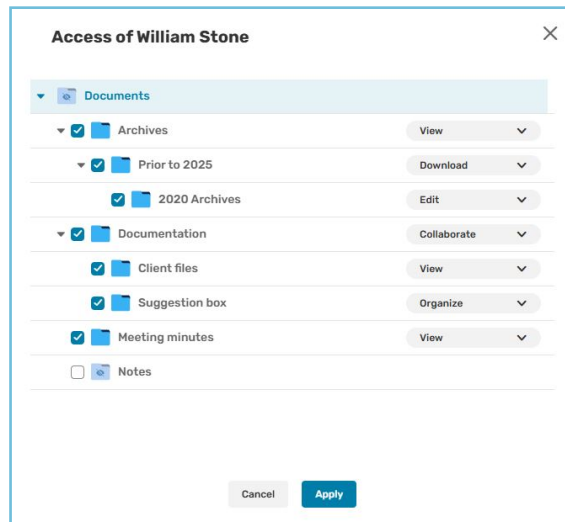 Access of William Stone
Documents
Archives View
Prior to 2025 Download
2020 Archives Edit
Documentation Collaborate
Client files View
Suggestion box Organize
Meeting minutes View
Notes
Cancel Apply